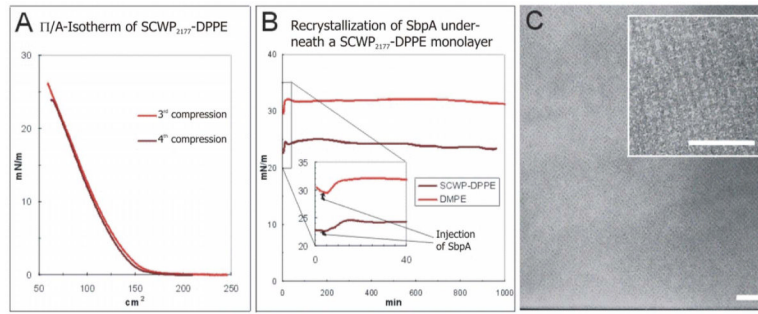 A
Π/A-Isotherm of SCWP2177-DPPE
30
20
10
0
mN/m
3rd compression
4th compression
50
100
150
200
250
cm2
B
Recrystallization of SbpA under-
neath a SCWP2177-DPPE monolayer
40
30
20
10
0
mN/m
35
30
25
20
0
40
SCWP-DPPE
DMPE
Injection
of SbpA
0
200
400
600
800
1000
min
C